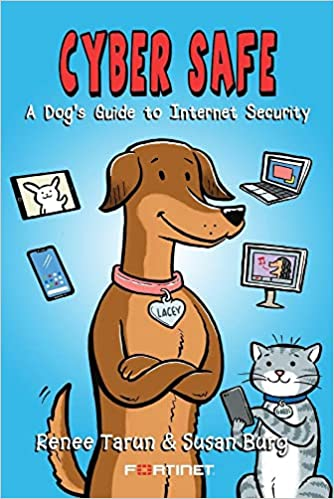 CYBER SAFE
A Dog's Guide to Internet Security
LACEY
Renee Tarun & Susan Burg
FORTINET